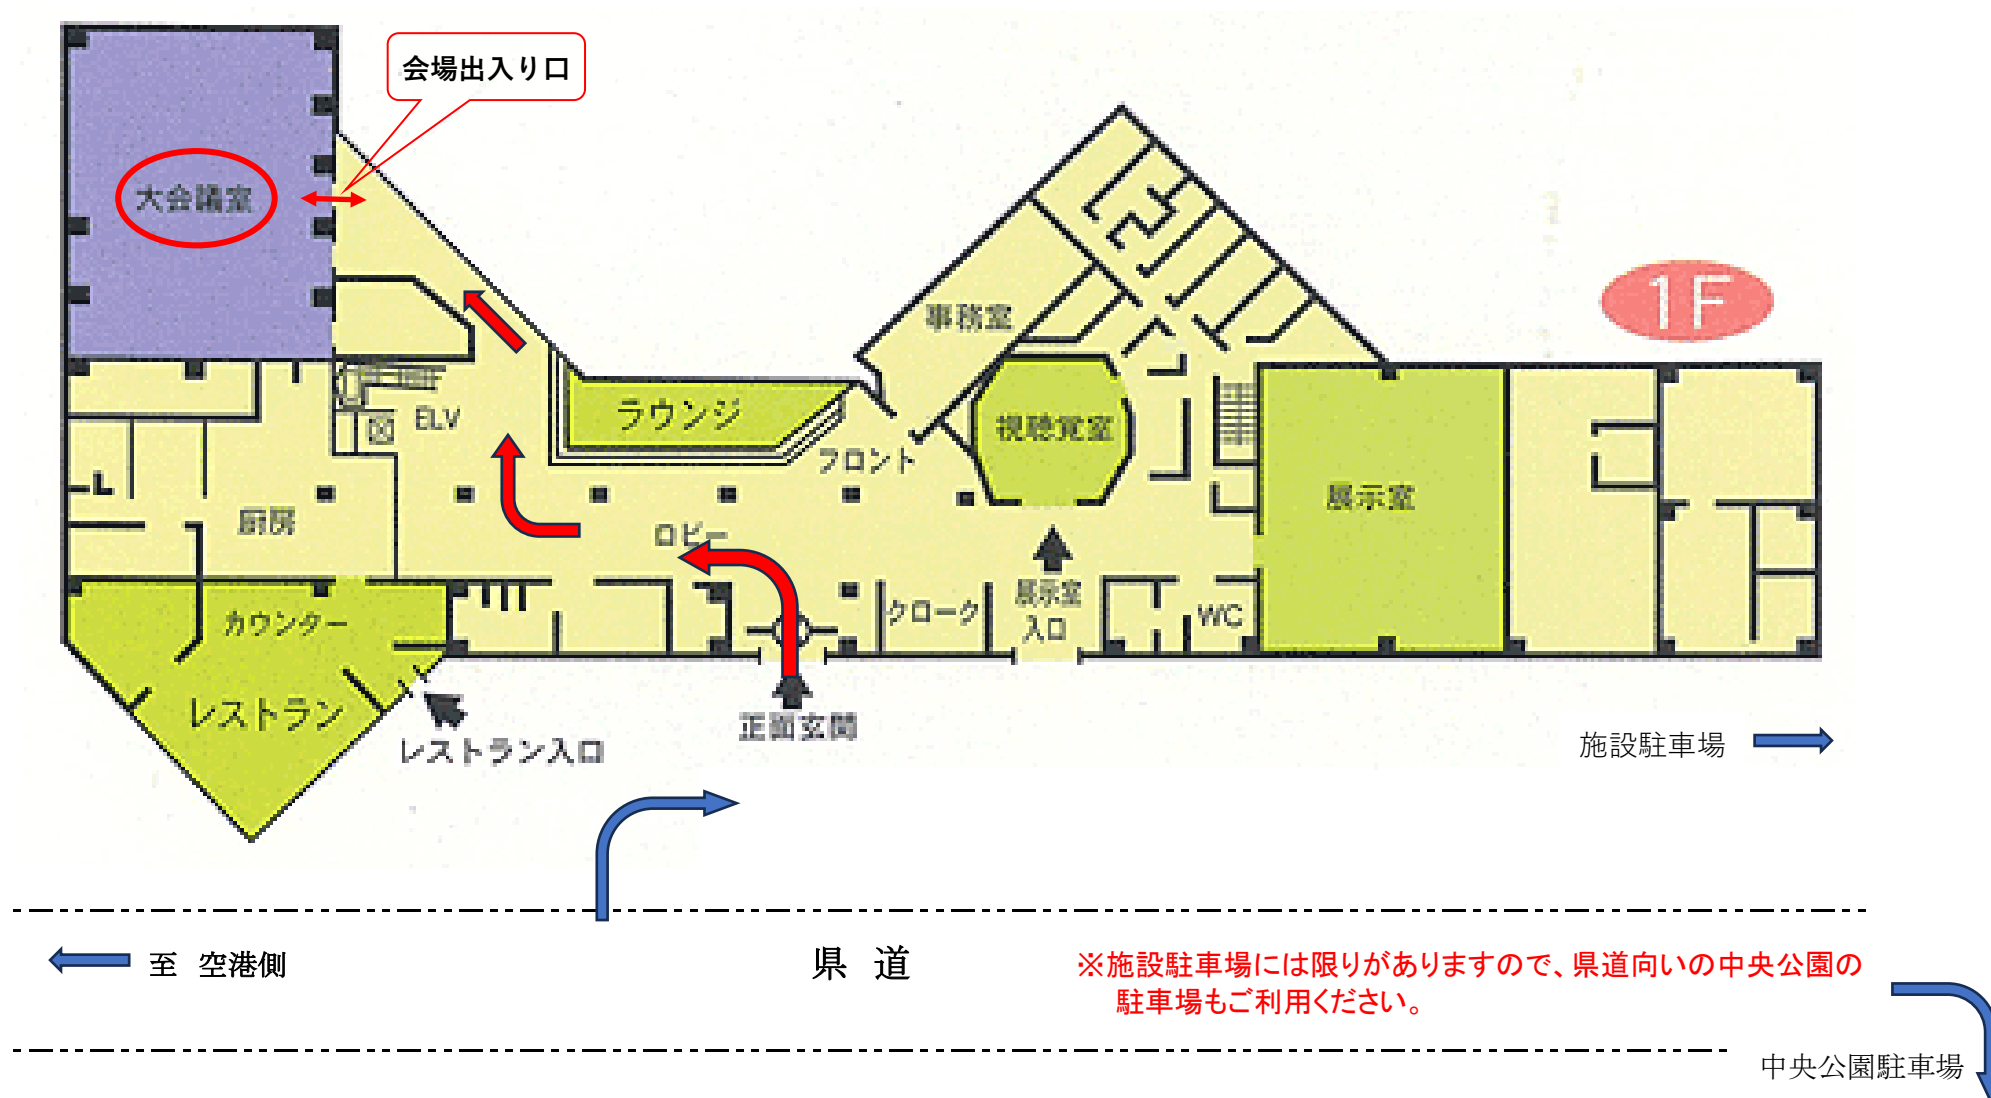 会場出入り口
大会議室
1F
事務室
ラウンジ
ELV
視聴覚室
フロント
展示室
厨房
ロビー
展示室
入口
クローク
WC
カウンター
レストラン
正面玄関
レストラン入口
施設駐車場
至 空港側
県 道
※施設駐車場には限りがありますので、県道向いの中央公園の
駐車場もご利用ください。
中央公園駐車場